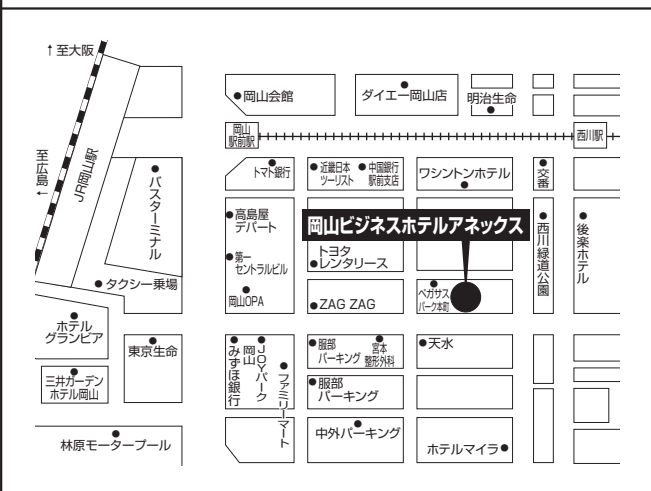 ↑至大阪
至広島←
JR岡山駅
バスターミナル
タクシー乗場
ホテル
グランビア
三井ガーデン
ホテル岡山
東京生命
林原モータープール
岡山会館
ダイエー岡山店
明治生命
岡山
駅前駅
西川駅
トマト銀行
近畿日本
ツーリスト
中国銀行
駅前支店
ワシントンホテル
交番
高島屋
デパート
岡山ビジネスホテルアネックス
第一
セントラルビル
トヨタ
レンタリース
西川緑道公園
後楽ホテル
岡山OPA
ZAG ZAG
ペガサス
パーク本町
みずほ銀行
岡山
JOYパーク
ファミリーマート
服部
パーキング
宮本
整形外科
天水
服部
パーキング
中外パーキング
ホテルマイラ